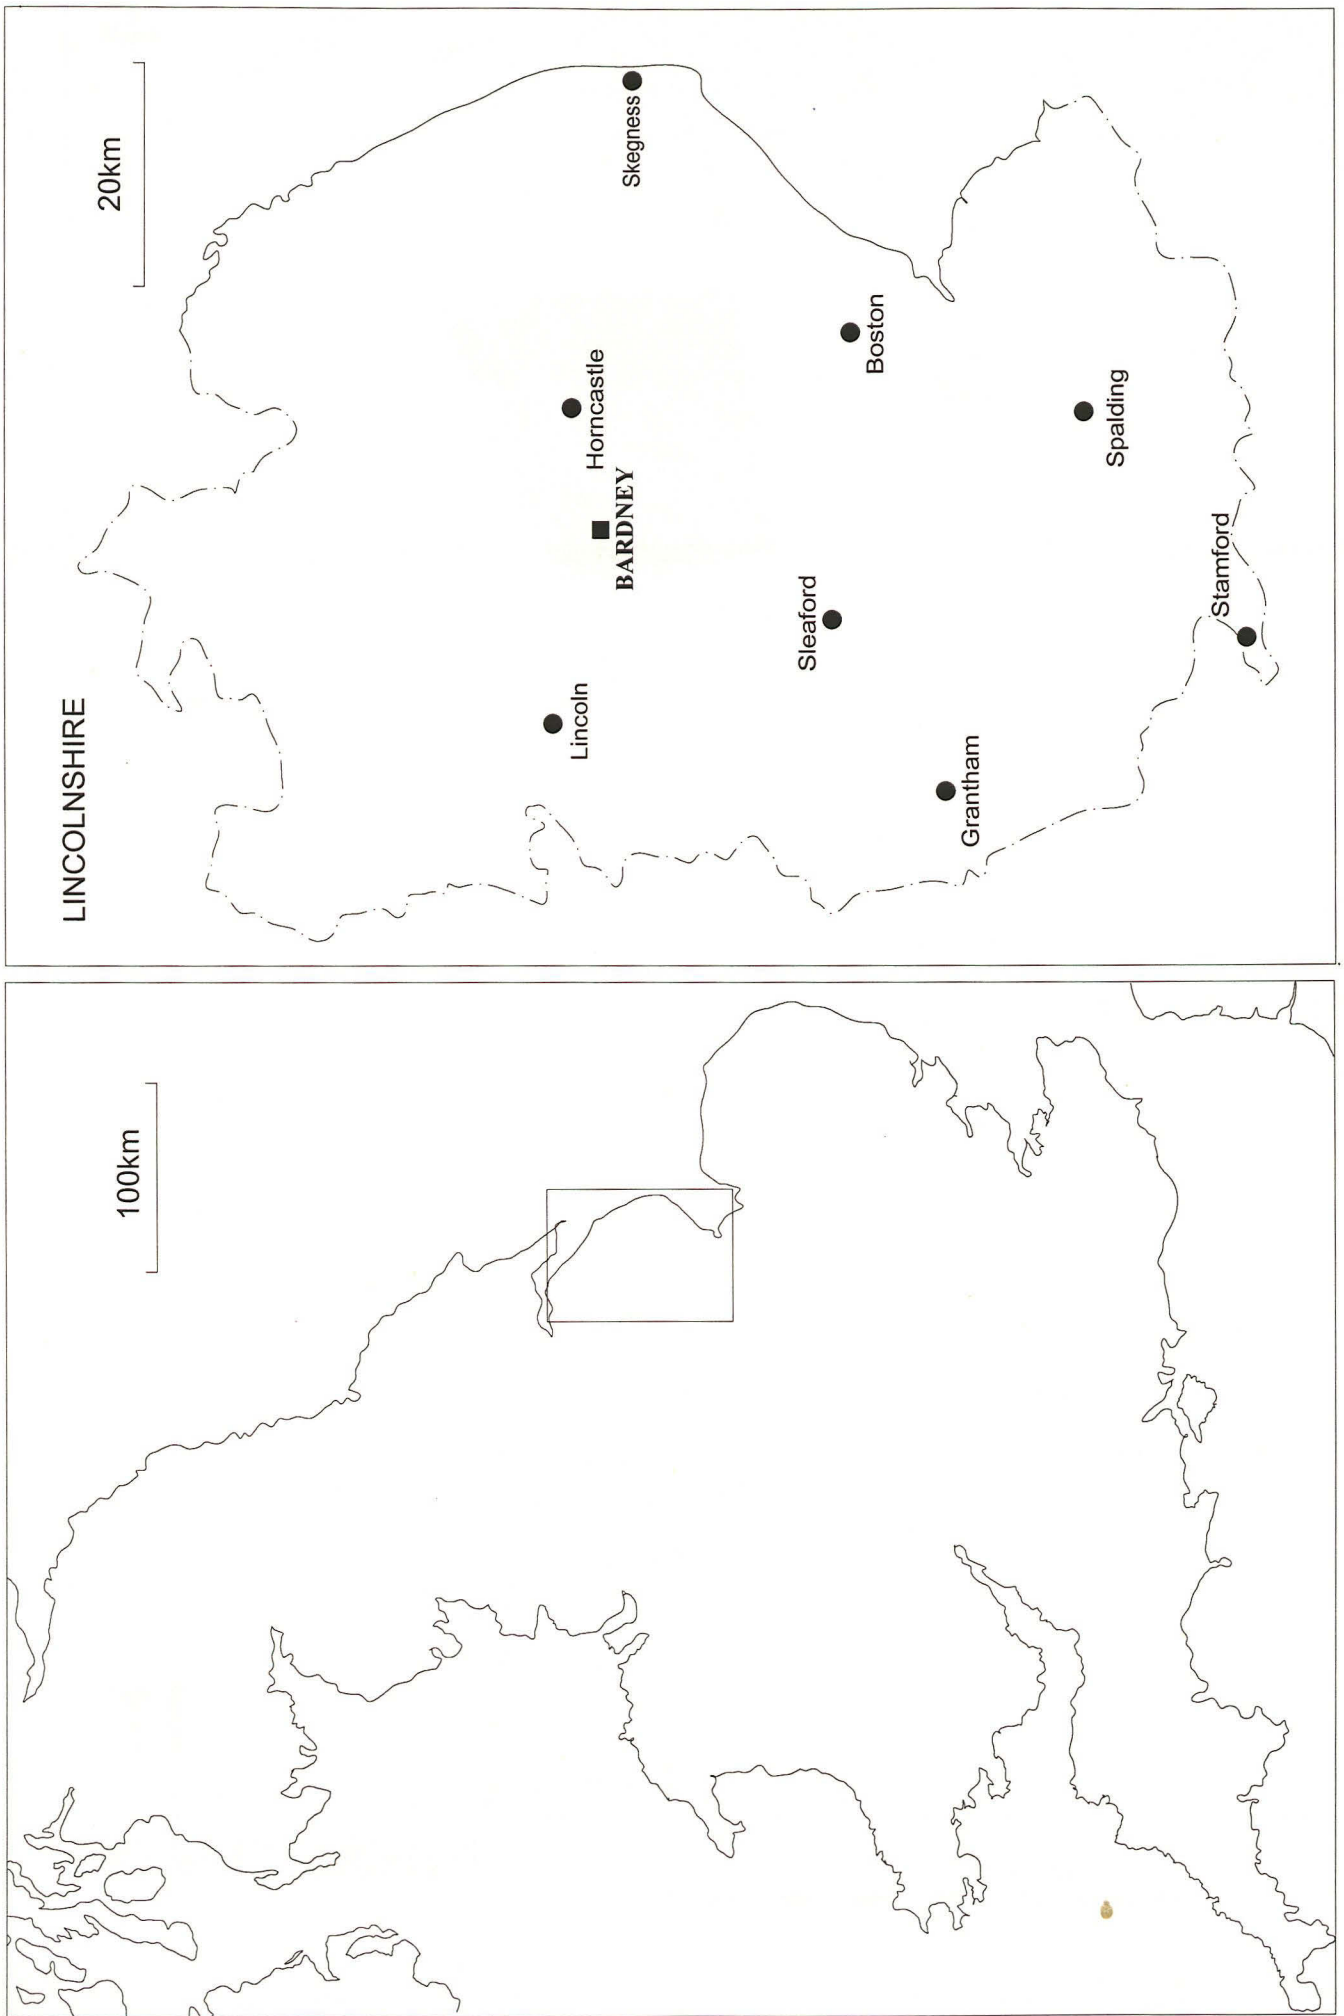 100km
LINCOLNSHIRE
20km
Lincoln
Horncastle
BARDNEY
Skegness
Sleaford
Boston
Grantham
Spalding
Stamford